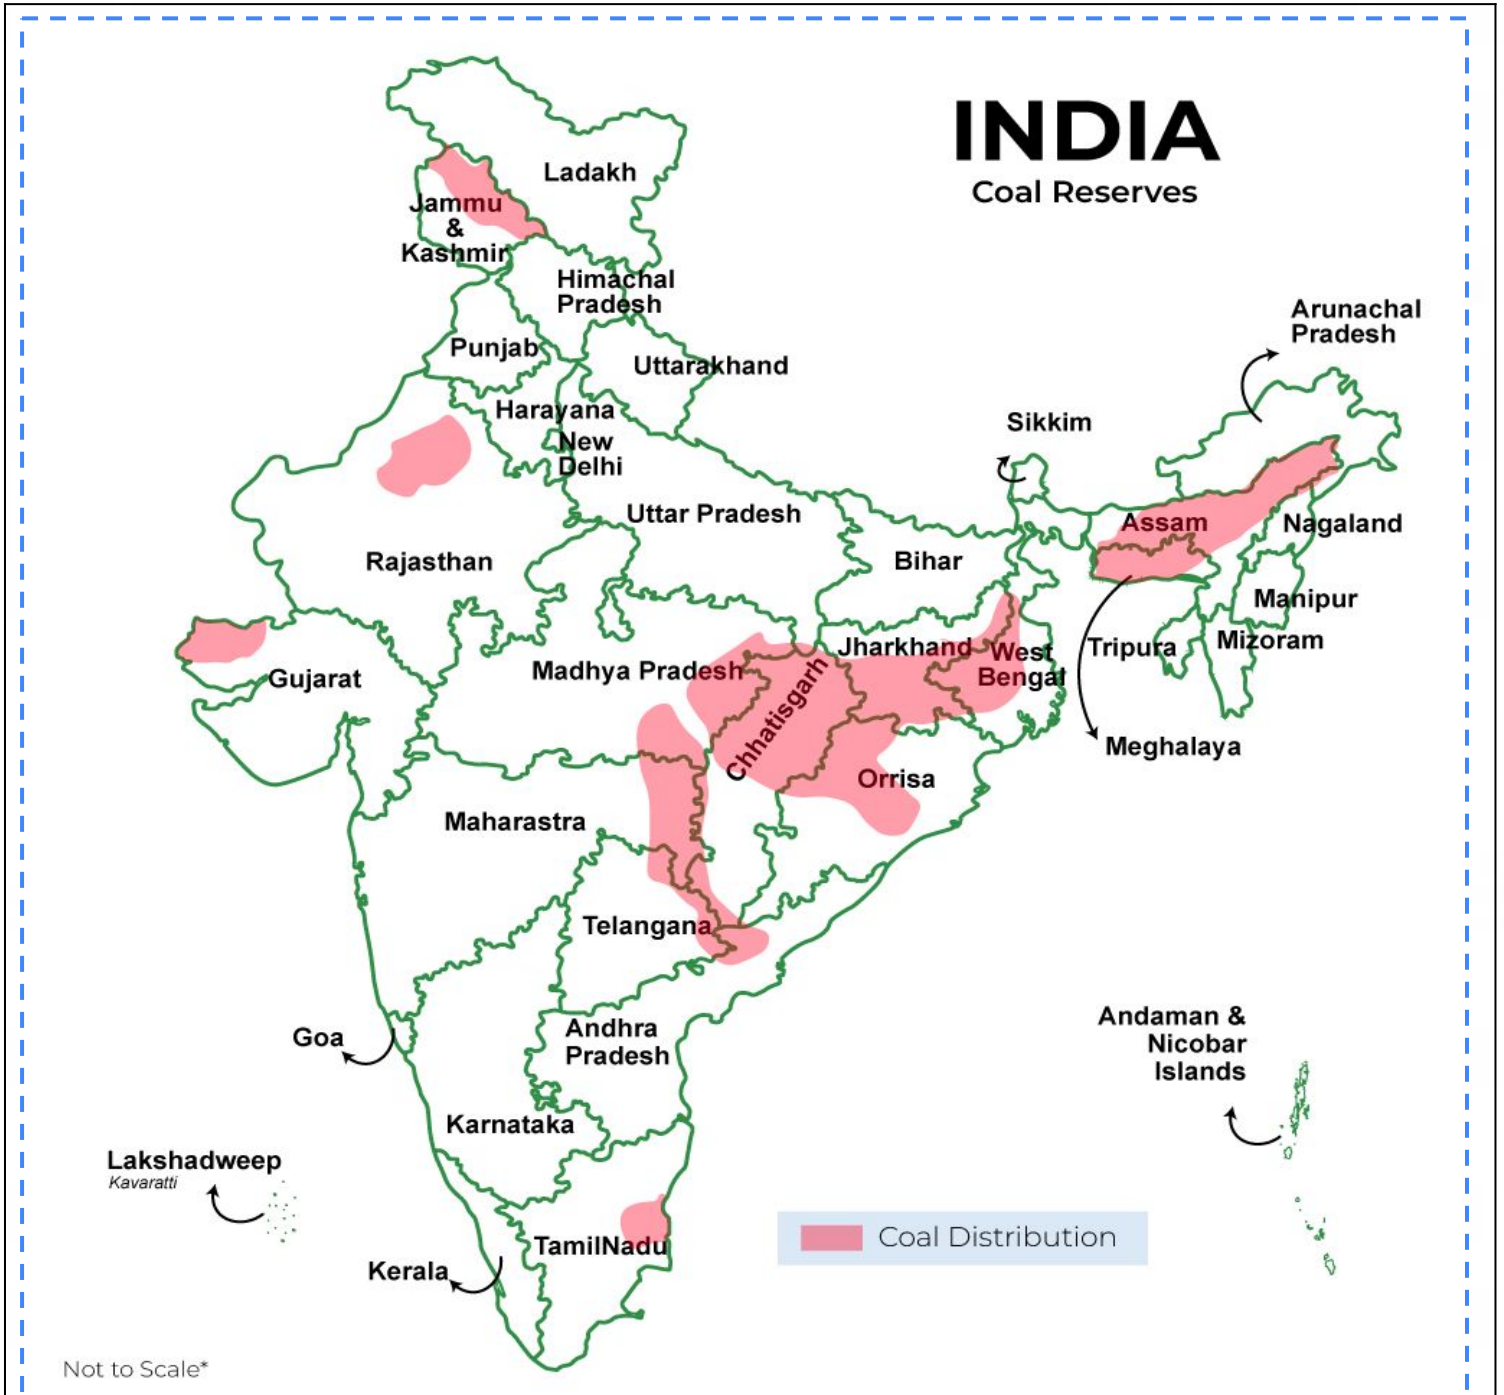 INDIA
Coal Reserves
Ladakh
Jammu
&
Kashmir
Himachal
Pradesh
Arunachal
Pradesh
Punjab
Uttarakhand
Harayana
Sikkim
New
Delhi
Uttar Pradesh
Assam
Nagaland
Rajasthan
Bihar
Manipur
Jharkhand
West
Bengal
Tripura
Mizoram
Gujarat
Madhya Pradesh
Chhatisgarh
Meghalaya
Orrisa
Maharastra
Telangana
Goa
Andhra
Pradesh
Andaman &
Nicobar
Islands
Karnataka
Lakshadweep
Kavaratti
TamilNadu
Coal Distribution
Kerala
Not to Scale*